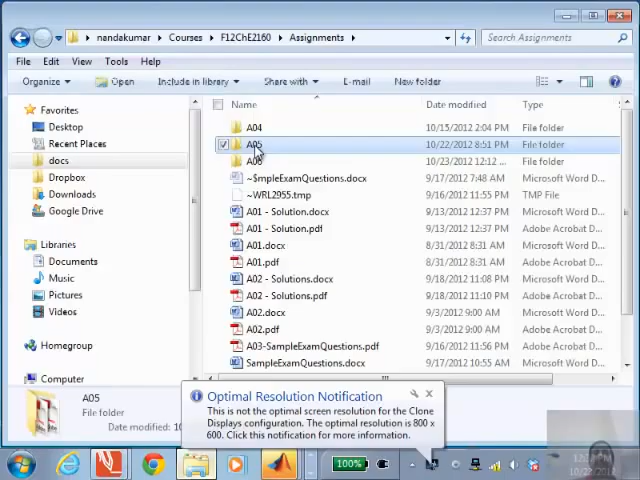 nandakumar ▸ Courses ▸ F12ChE2160 ▸ Assignments ▸
Search Assignments
File Edit View Tools Help
Organize Open Include in library Share with E-mail New folder
Name Date modified Type
Favorites
Desktop
Recent Places
docs
Dropbox
Downloads
Google Drive
Libraries
Documents
Music
Pictures
Videos
Homegroup
Computer
A04 10/15/2012 2:04 PM File folder
A05 10/22/2012 8:51 PM File folder
A06 10/23/2012 12:12 ... File folder
~$mpleExamQuestions.docx 9/17/2012 7:48 AM Microsoft Word D...
~WRL2955.tmp 9/16/2012 11:55 PM TMP File
A01 - Solution.docx 9/13/2012 12:37 PM Microsoft Word D...
A01 - Solution.pdf 9/13/2012 12:37 PM Adobe Acrobat D...
A01.docx 8/31/2012 8:31 AM Microsoft Word D...
A01.pdf 8/31/2012 8:31 AM Adobe Acrobat D...
A02 - Solutions.docx 9/18/2012 11:08 PM Microsoft Word D...
A02 - Solutions.pdf 9/18/2012 11:10 PM Adobe Acrobat D...
A02.docx 9/3/2012 9:00 AM Microsoft Word D...
A02.pdf 9/3/2012 9:00 AM Adobe Acrobat D...
A03-SampleExamQuestions.pdf 9/16/2012 11:56 PM Adobe Acrobat D...
SampleExamQuestions.docx 9/17/2012 10:55 AM Microsoft Word D...
A05
File folder
Date modified: 10
Optimal Resolution Notification
This is not the optimal screen resolution for the Clone
Displays configuration. The optimal resolution is 800 x
600. Click this notification for more information.
100%